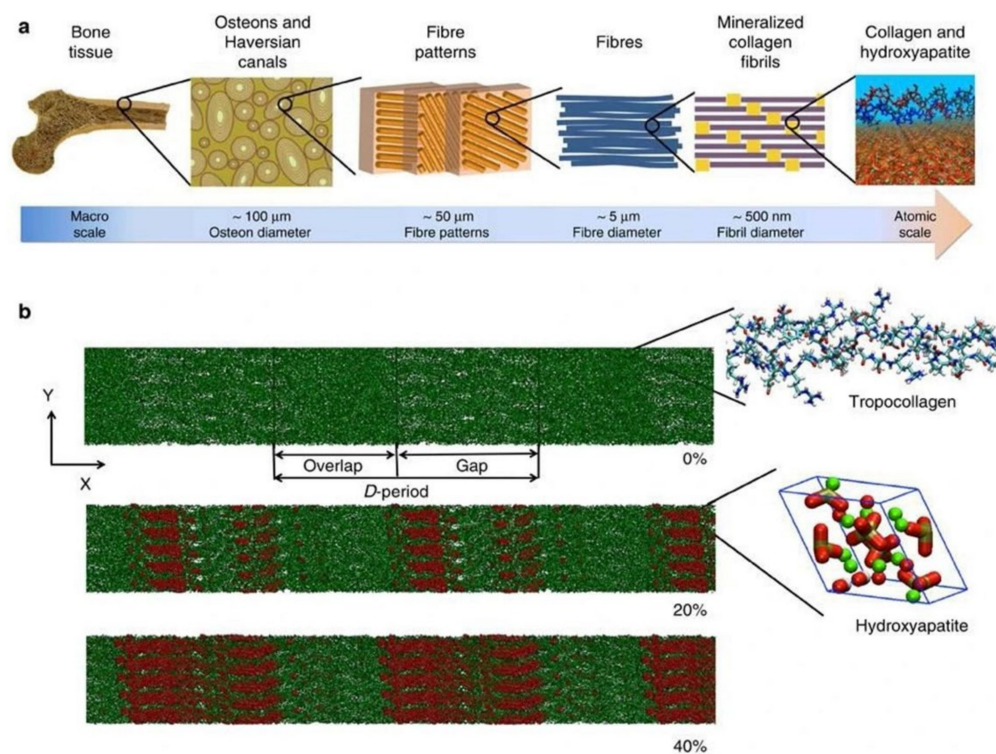 a
Bone
tissue
Osteons and
Haversian
canals
Fibre
patterns
Fibres
Mineralized
collagen
fibrils
Collagen and
hydroxyapatite
Macro
scale
~ 100 μm
Osteon diameter
~ 50 μm
Fibre patterns
~ 5 μm
Fibre diameter
~ 500 nm
Fibril diameter
Atomic
scale
b
Y
X
Overlap
Gap
D-period
0%
Tropocollagen
20%
Hydroxyapatite
40%